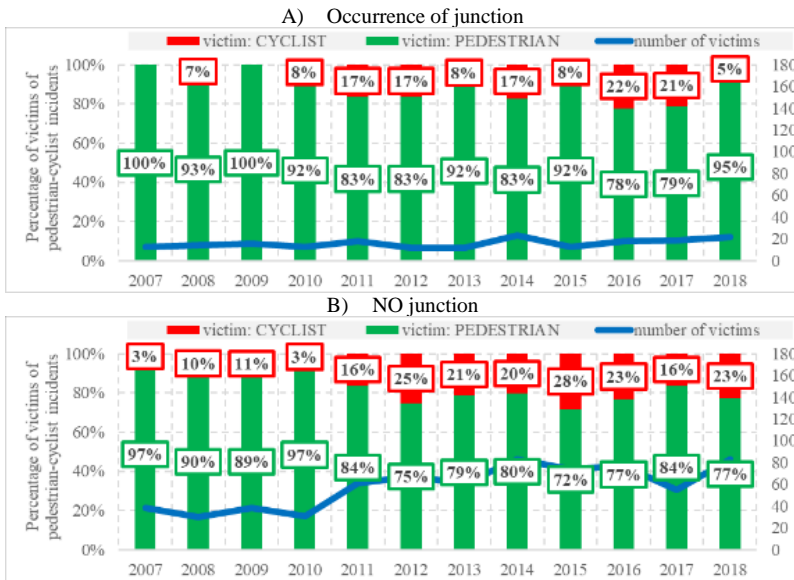 A) Occurrence of junction
victim: CYCLIST victim: PEDESTRIAN number of victims
Percentage of victims of
pedestrian-cyclist incidents
100% 180
80% 160
60% 140
40% 120
20% 100
0% 80
60
40
20
0
7% 8% 17% 17% 8% 17% 8% 22% 21% 5%
100% 93% 100% 92% 83% 83% 92% 83% 92% 78% 79% 95%
2007 2008 2009 2010 2011 2012 2013 2014 2015 2016 2017 2018
B) NO junction
victim: CYCLIST victim: PEDESTRIAN number of victims
Percentage of victims of
pedestrian-cyclist incidents
100% 180
80% 160
60% 140
40% 120
20% 100
0% 80
60
40
20
0
3% 10% 11% 3% 16% 25% 21% 20% 28% 23% 16% 23%
97% 90% 89% 97% 84% 75% 79% 80% 72% 77% 84% 77%
2007 2008 2009 2010 2011 2012 2013 2014 2015 2016 2017 2018